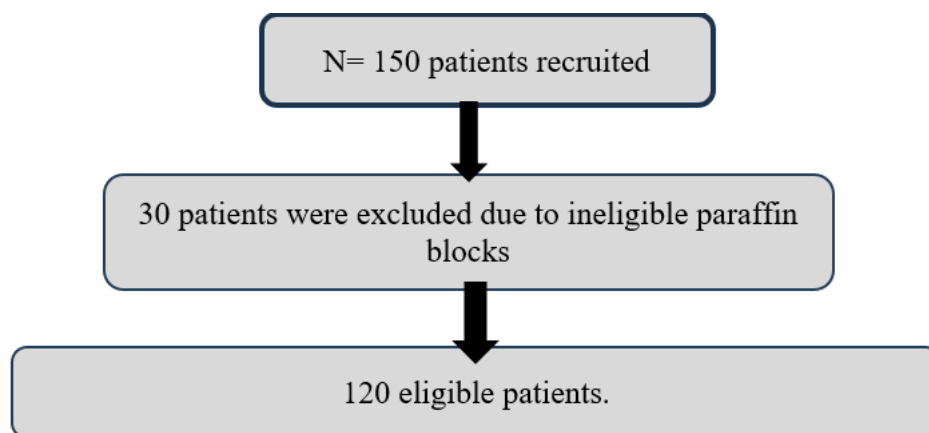 N= 150 patients recruited
30 patients were excluded due to ineligible paraffin
blocks
120 eligible patients.